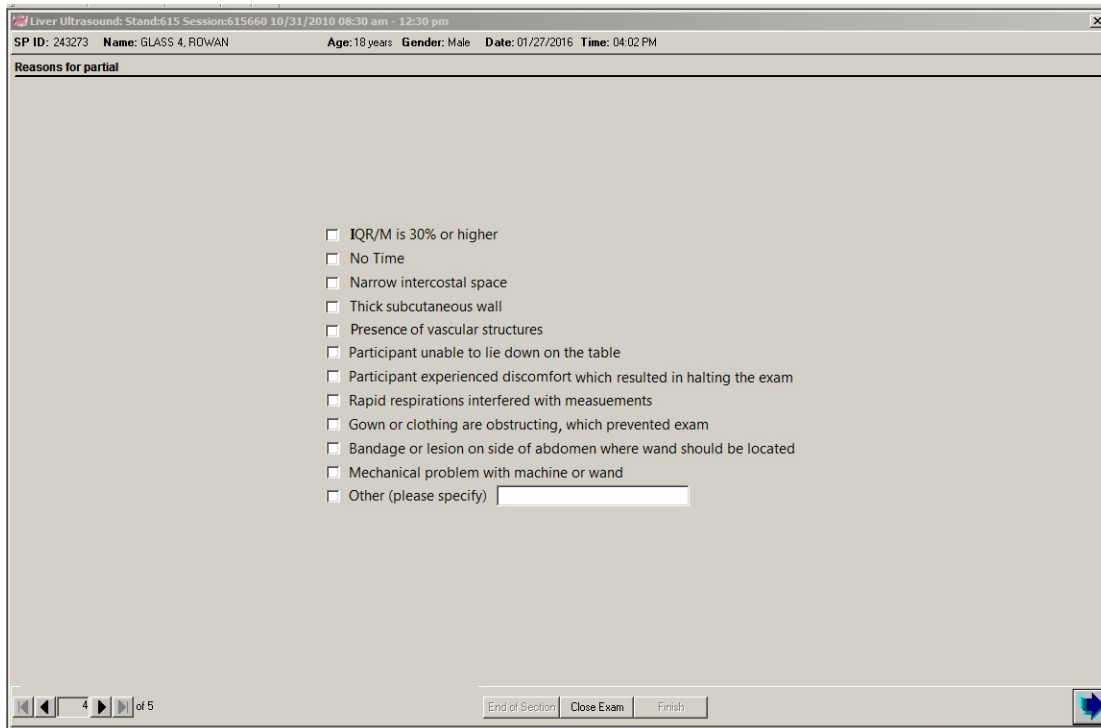 Liver Ultrasound: Stand:615 Session:615660 10/31/2010 08:30 am - 12:30 pm
SP ID: 243273 Name: GLASS 4, ROWAN Age: 18 years Gender: Male Date: 01/27/2016 Time: 04:02 PM
Reasons for partial
IQR/M is 30% or higher
No Time
Narrow intercostal space
Thick subcutaneous wall
Presence of vascular structures
Participant unable to lie down on the table
Participant experienced discomfort which resulted in halting the exam
Rapid respirations interfered with measuements
Gown or clothing are obstructing, which prevented exam
Bandage or lesion on side of abdomen where wand should be located
Mechanical problem with machine or wand
Other (please specify)
4 of 5 End of Section Close Exam Finish